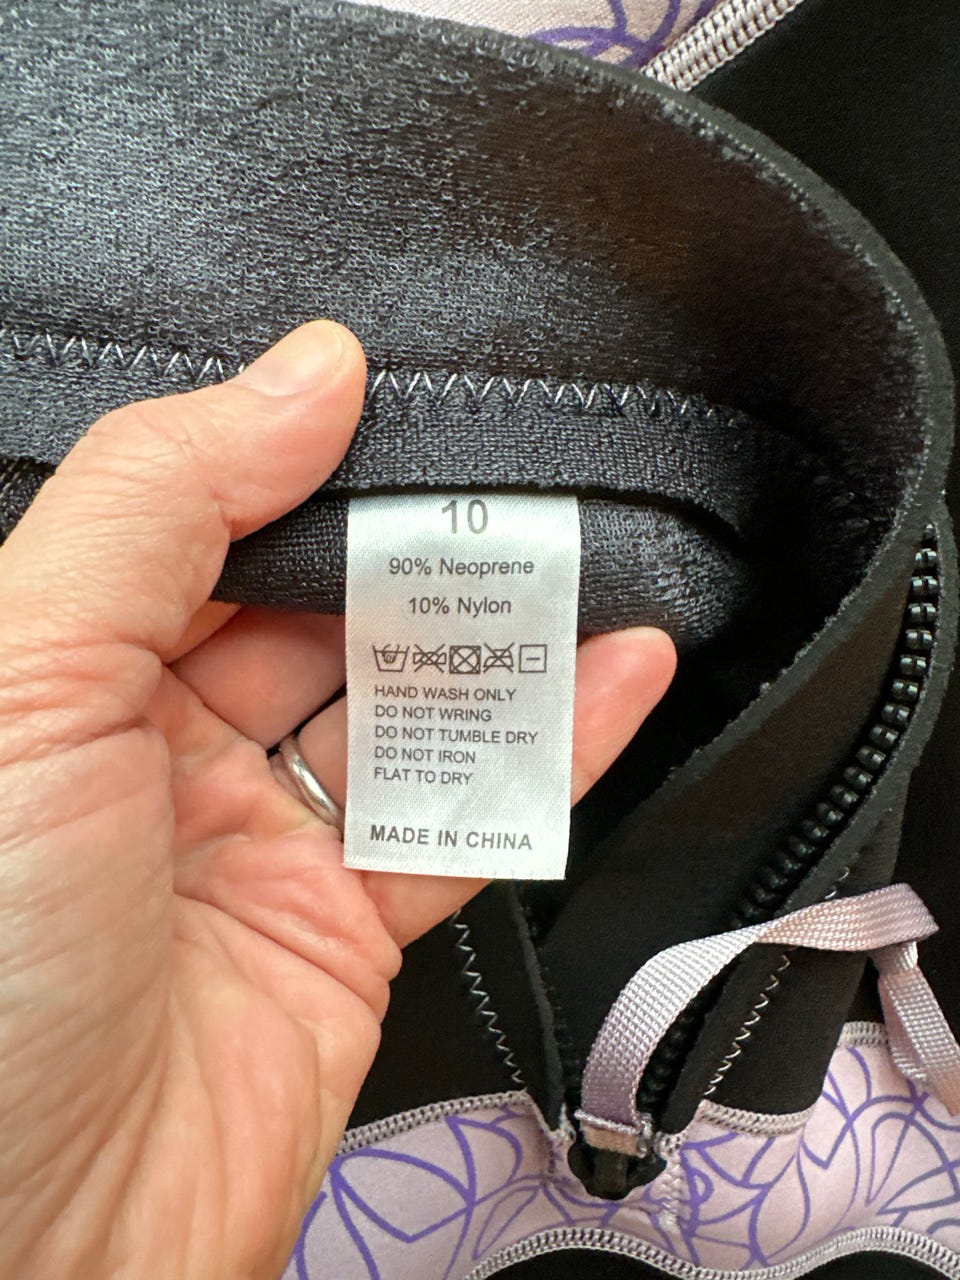 10
90% Neoprene
10% Nylon
HAND WASH ONLY
DO NOT WRING
DO NOT TUMBLE DRY
DO NOT IRON
FLAT TO DRY
MADE IN CHINA